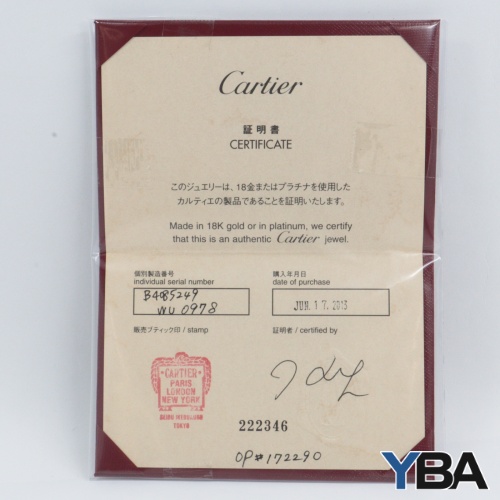 Cartier
証明書
CERTIFICATE
このジュエリーは、18金またはプラチナを使用した
カルティエの製品であることを証明いたします。
Made in 18K gold or in platinum, we certify
that this is an authentic Cartier jewel.
個別製造番号
individual serial number
B4085249
WU 0978
購入年月日
date of purchase
JUN. 17. 2013
販売ブティック印 / stamp
証明者 / certified by
CARTIER
PARIS
LONDON
NEW YORK
TOKYO
222346
OP#172290
YBA